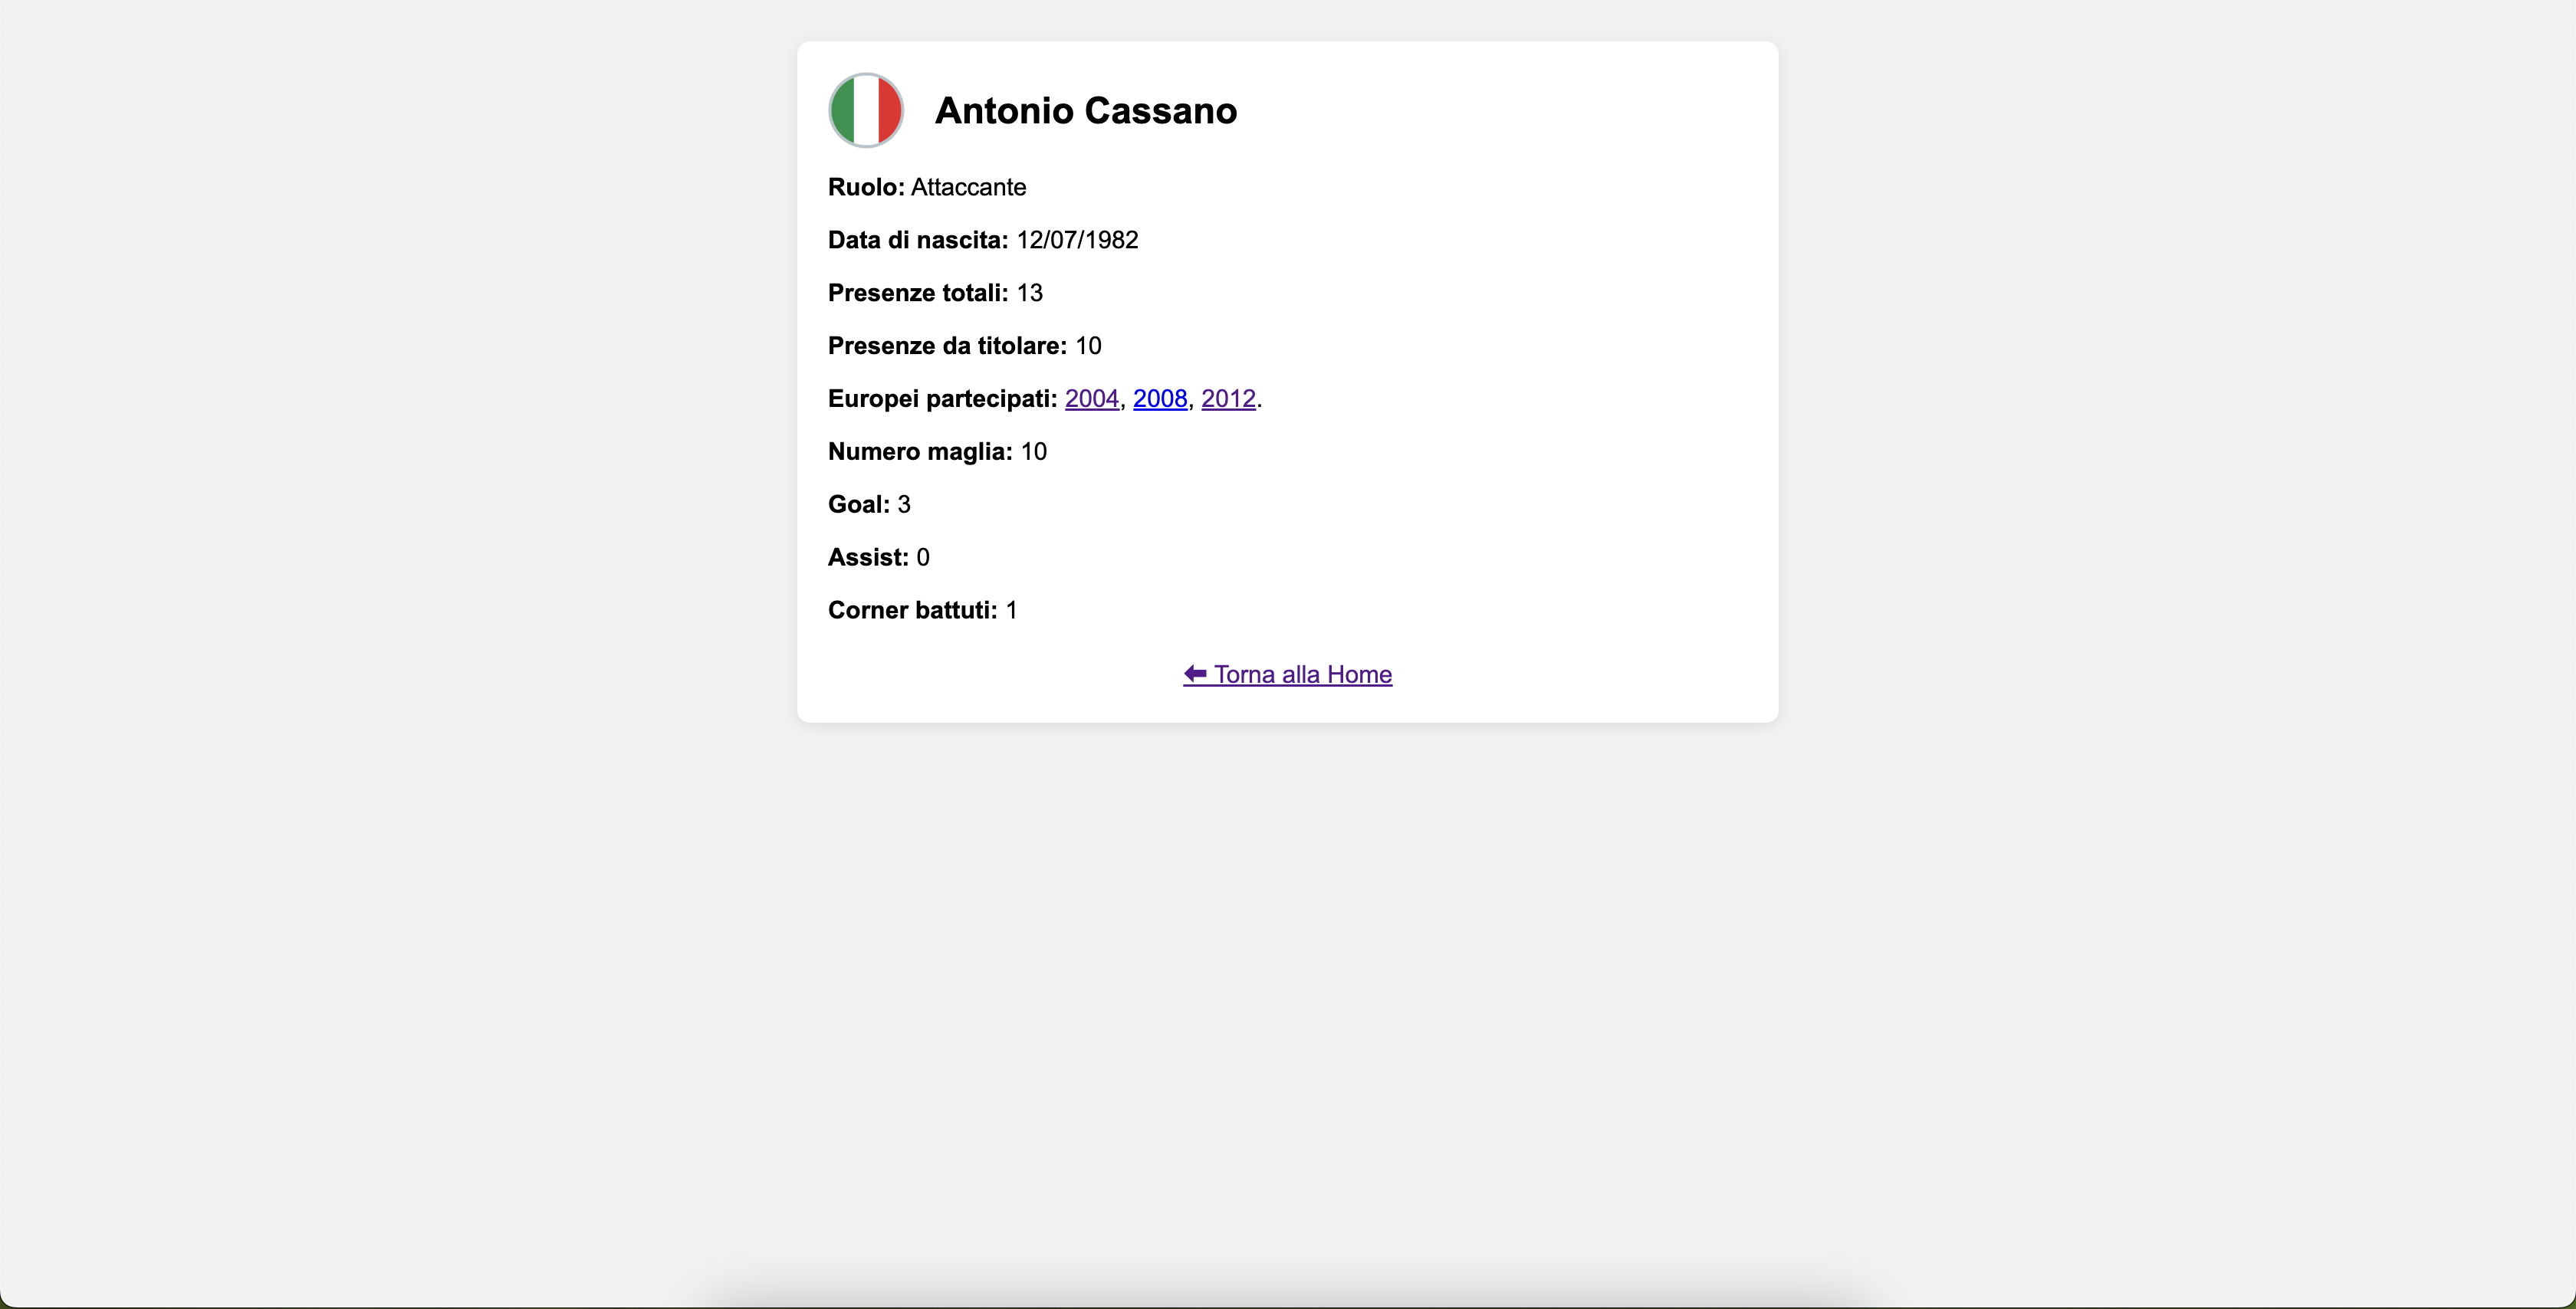 Antonio Cassano
Ruolo: Attaccante
Data di nascita: 12/07/1982
Presenze totali: 13
Presenze da titolare: 10
Europei partecipati: 2004, 2008, 2012.
Numero maglia: 10
Goal: 3
Assist: 0
Corner battuti: 1
⬅ Torna alla Home